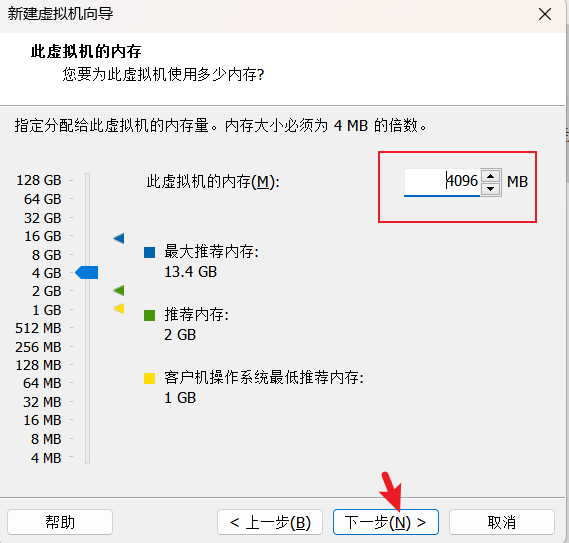 新建虚拟机向导
此虚拟机的内存
您要为此虚拟机使用多少内存?
指定分配给此虚拟机的内存量。内存大小必须为 4 MB 的倍数。
128 GB
64 GB
32 GB
16 GB
8 GB
4 GB
2 GB
1 GB
512 MB
256 MB
128 MB
64 MB
32 MB
16 MB
8 MB
4 MB
此虚拟机的内存(M):
4096 MB
最大推荐内存:
13.4 GB
推荐内存:
2 GB
客户机操作系统最低推荐内存:
1 GB
帮助
< 上一步(B)
下一步(N) >
取消